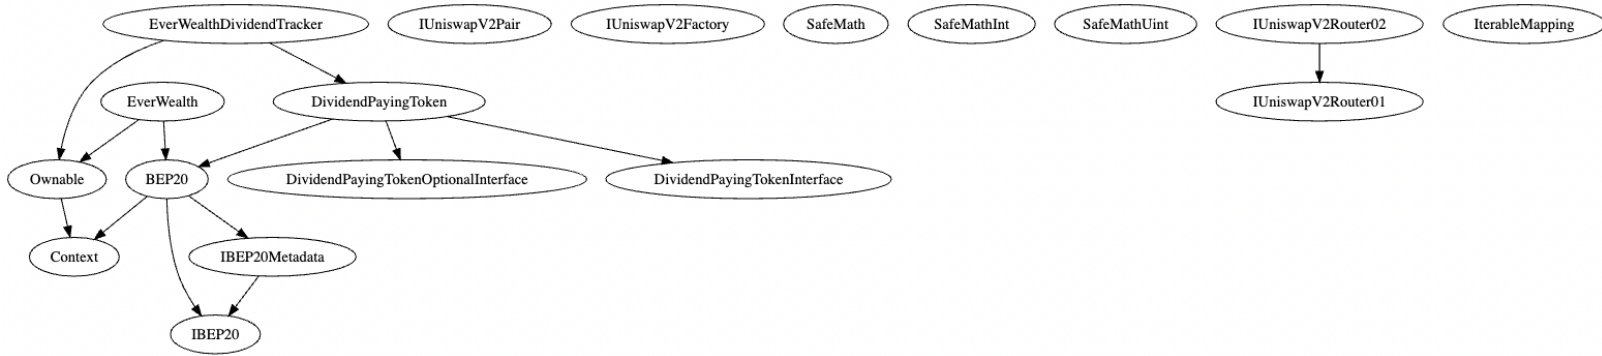 EverWealthDividendTracker
IUniswapV2Pair
IUniswapV2Factory
SafeMath
SafeMathInt
SafeMathUint
IUniswapV2Router02
IterableMapping
EverWealth
DividendPayingToken
IUniswapV2Router01
Ownable
BEP20
DividendPayingTokenOptionalInterface
DividendPayingTokenInterface
Context
IBEP20Metadata
IBEP20